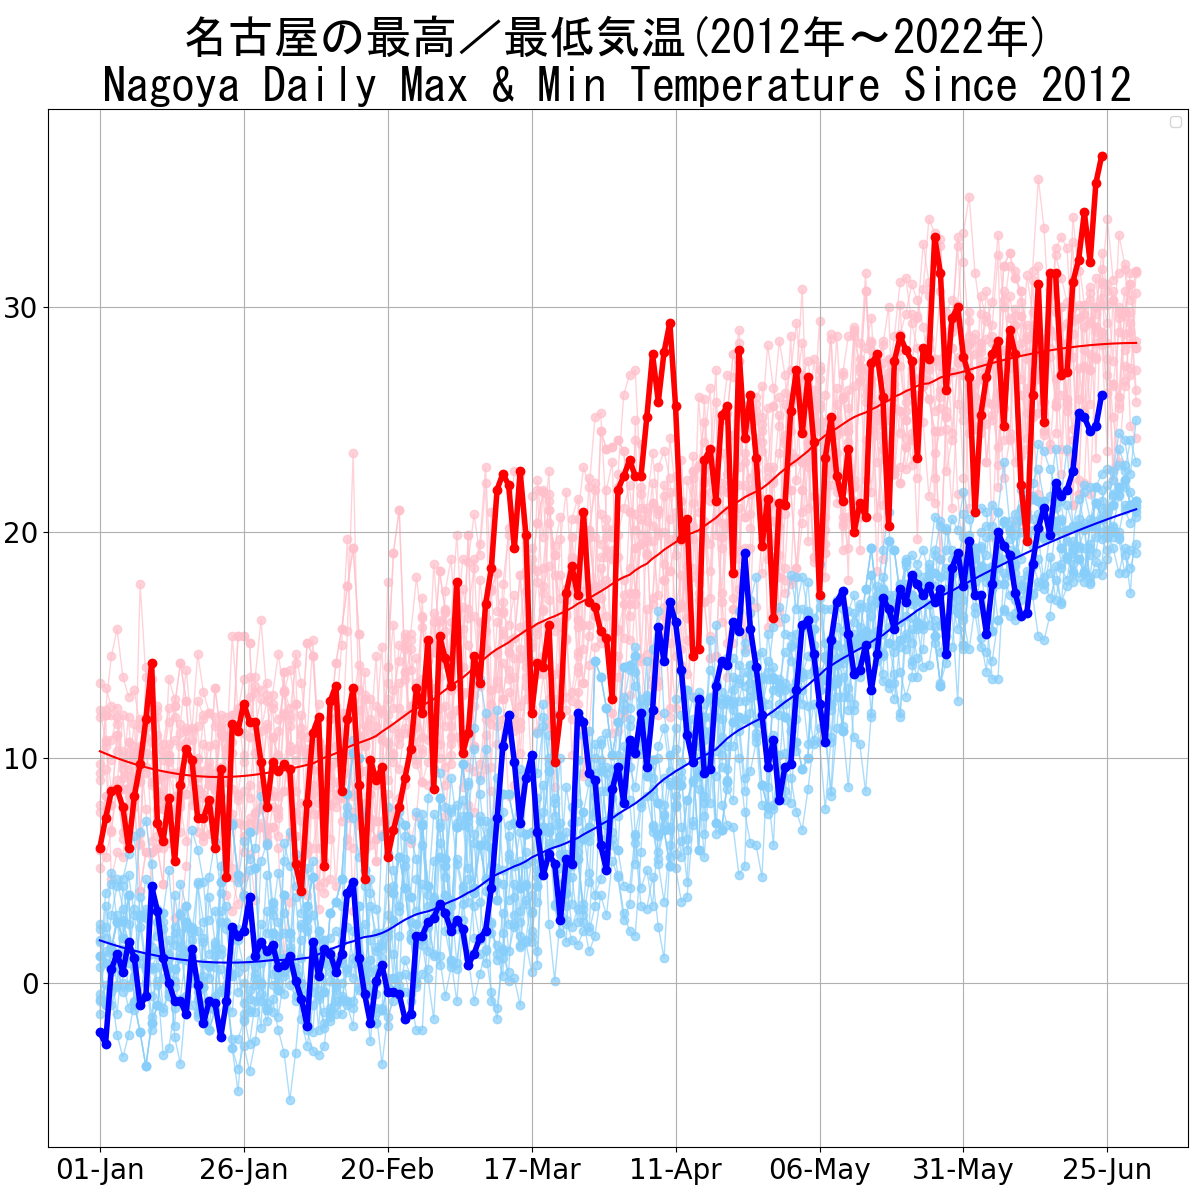 名古屋の最高／最低気温(2012年～2022年)
Nagoya Daily Max & Min Temperature Since 2012
30
20
10
0
01-Jan 26-Jan 20-Feb 17-Mar 11-Apr 06-May 31-May 25-Jun